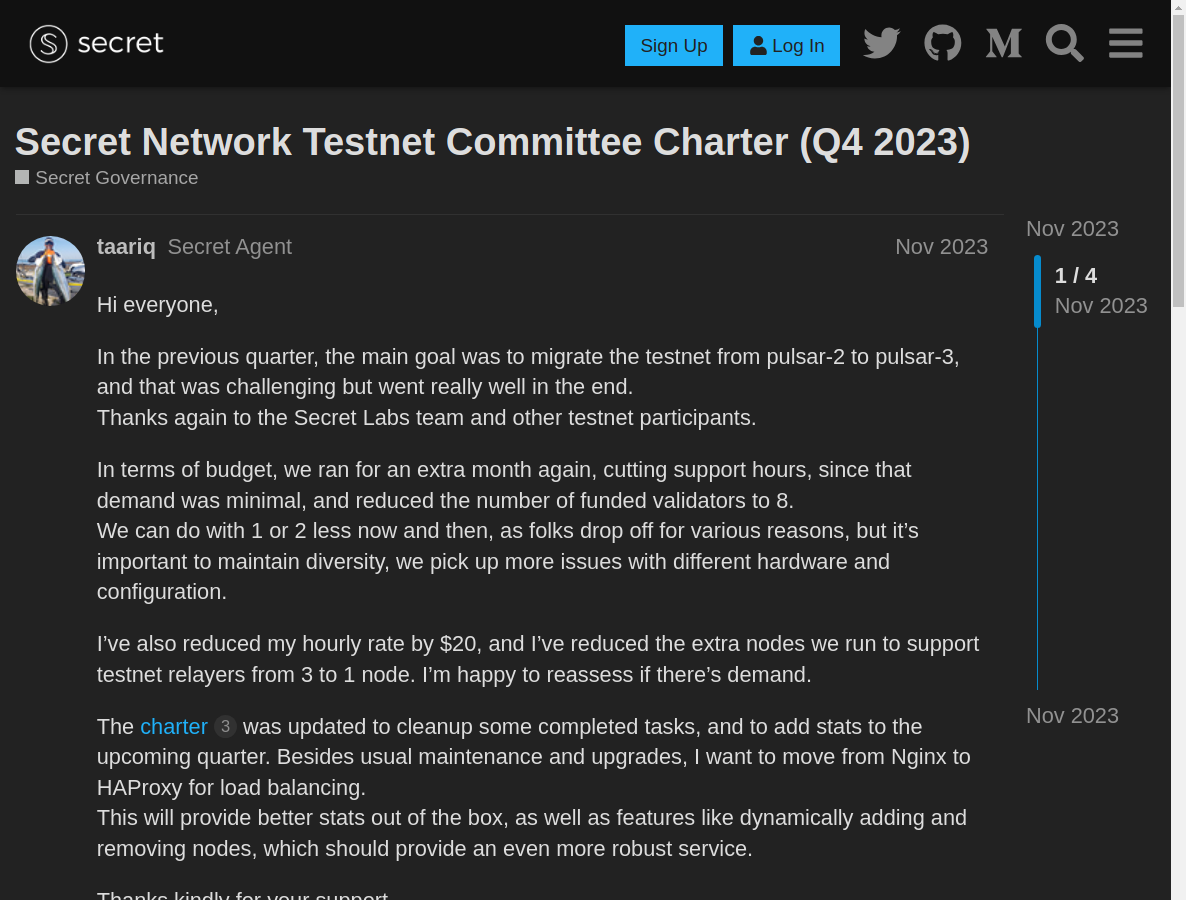 secret
Sign Up
Log In
Secret Network Testnet Committee Charter (Q4 2023)
Secret Governance
taariq Secret Agent Nov 2023
Hi everyone,
In the previous quarter, the main goal was to migrate the testnet from pulsar-2 to pulsar-3,
and that was challenging but went really well in the end.
Thanks again to the Secret Labs team and other testnet participants.
In terms of budget, we ran for an extra month again, cutting support hours, since that
demand was minimal, and reduced the number of funded validators to 8.
We can do with 1 or 2 less now and then, as folks drop off for various reasons, but it’s
important to maintain diversity, we pick up more issues with different hardware and
configuration.
I’ve also reduced my hourly rate by $20, and I’ve reduced the extra nodes we run to support
testnet relayers from 3 to 1 node. I’m happy to reassess if there’s demand.
The charter 3 was updated to cleanup some completed tasks, and to add stats to the
upcoming quarter. Besides usual maintenance and upgrades, I want to move from Nginx to
HAProxy for load balancing.
This will provide better stats out of the box, as well as features like dynamically adding and
removing nodes, which should provide an even more robust service.
Thanks kindly for your support
Nov 2023
1 / 4
Nov 2023
Nov 2023